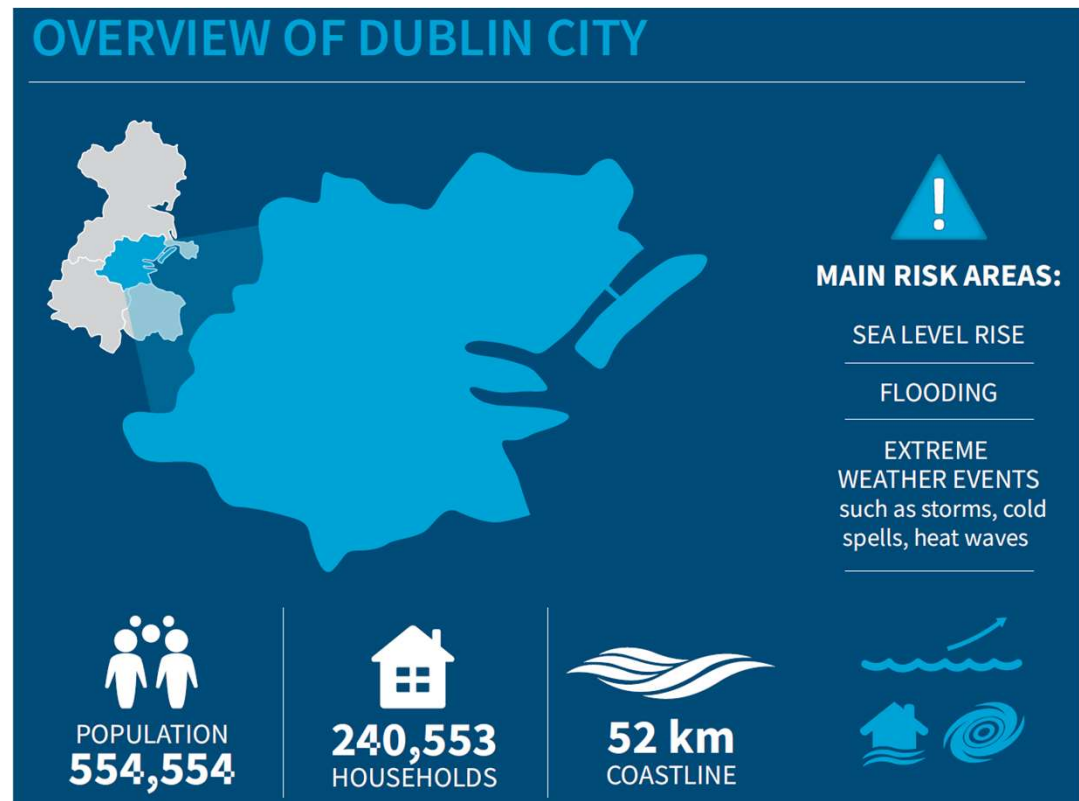 OVERVIEW OF DUBLIN CITY
!
MAIN RISK AREAS:
SEA LEVEL RISE
FLOODING
EXTREME
WEATHER EVENTS
such as storms, cold
spells, heat waves
POPULATION
554,554
240,553
HOUSEHOLDS
52 km
COASTLINE